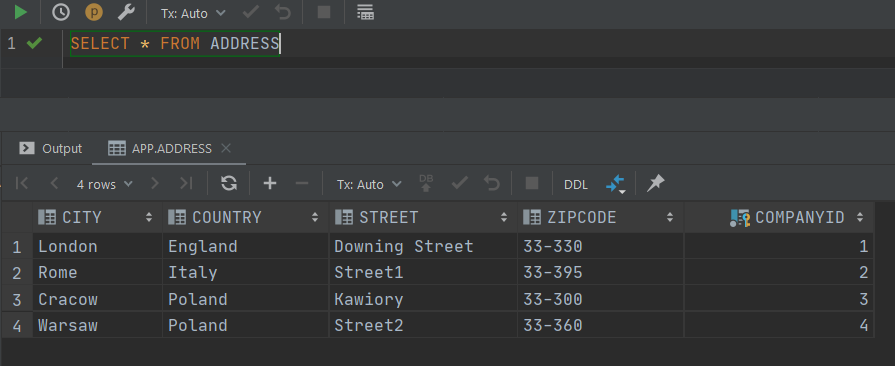 Tx: Auto
1 SELECT * FROM ADDRESS
Output APP.ADDRESS
4 rows Tx: Auto DB DDL
CITY COUNTRY STREET ZIPCODE COMPANYID
1 London England Downing Street 33-330 1
2 Rome Italy Street1 33-395 2
3 Cracow Poland Kawiory 33-300 3
4 Warsaw Poland Street2 33-360 4